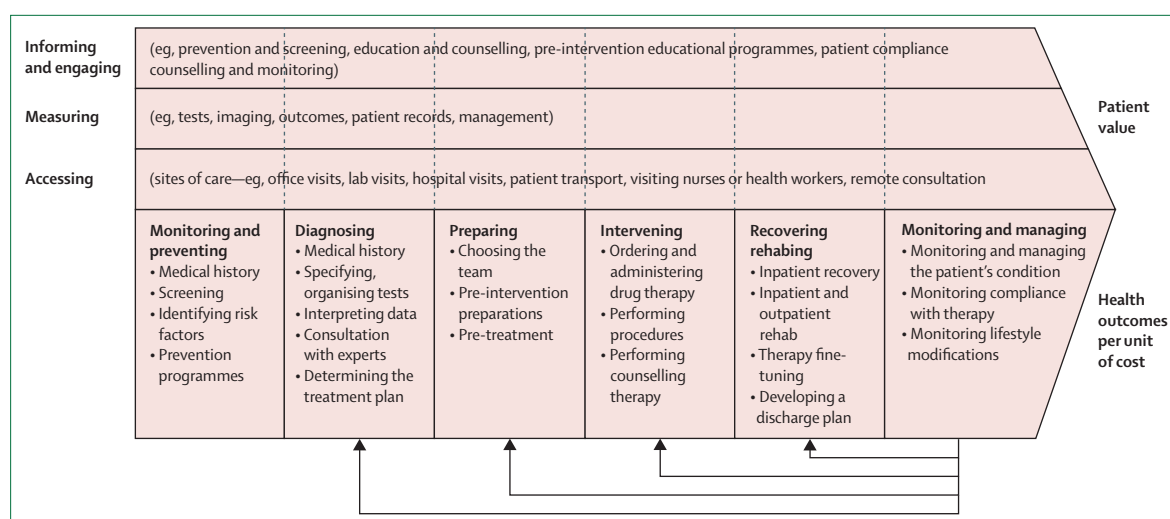 Informing
and engaging
(eg, prevention and screening, education and counselling, pre-intervention educational programmes, patient compliance
counselling and monitoring)
Measuring
(eg, tests, imaging, outcomes, patient records, management)
Patient
value
Accessing
(sites of care—eg, office visits, lab visits, hospital visits, patient transport, visiting nurses or health workers, remote consultation
Monitoring and
preventing
• Medical history
• Screening
• Identifying risk
factors
• Prevention
programmes
Diagnosing
• Medical history
• Specifying,
organising tests
• Interpreting data
• Consultation
with experts
• Determining the
treatment plan
Preparing
• Choosing the
team
• Pre-intervention
preparations
• Pre-treatment
Intervening
• Ordering and
administering
drug therapy
• Performing
procedures
• Performing
counselling
therapy
Recovering
rehabing
• Inpatient recovery
• Inpatient and
outpatient
rehab
• Therapy fine-
tuning
• Developing a
discharge plan
Monitoring and managing
• Monitoring and managing
the patient's condition
• Monitoring compliance
with therapy
• Monitoring lifestyle
modifications
Health
outcomes
per unit
of cost